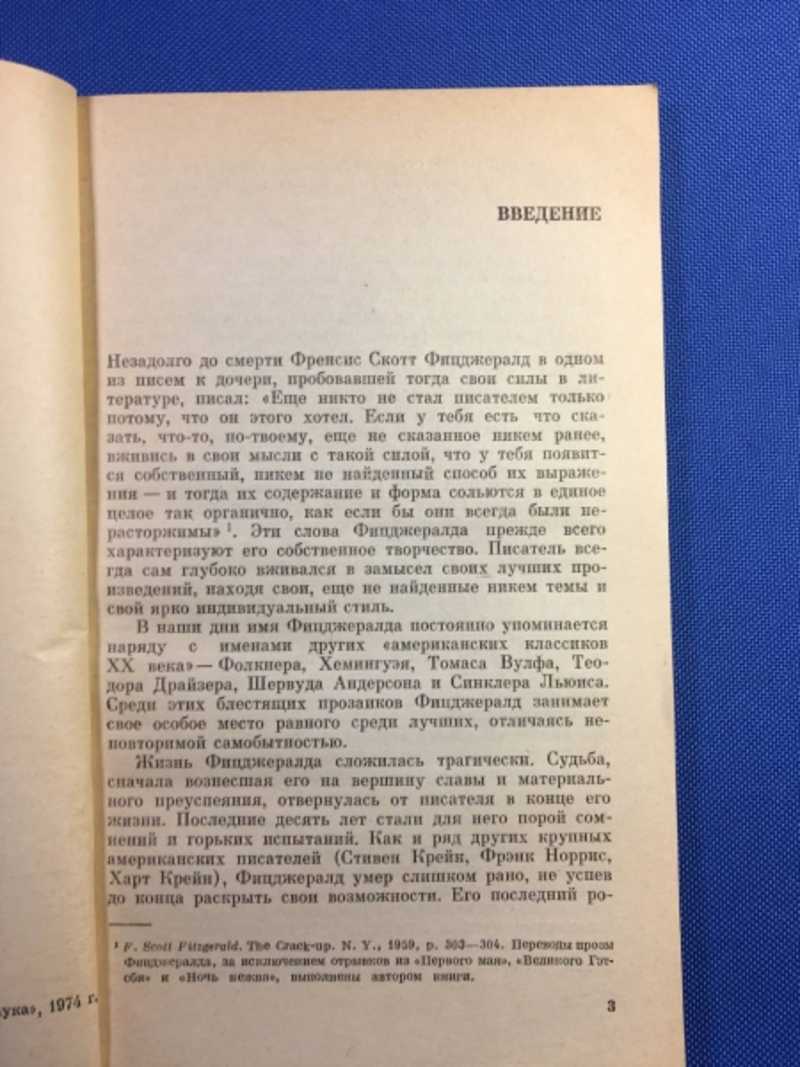 ВВЕДЕНИЕ
Незадолго до смерти Френсис Скотт Фицджералд в одном
из писем к дочери, пробовавшей тогда свои силы в ли-
тературе, писал: «Еще никто не стал писателем только
потому, что он этого хотел. Если у тебя есть что ска-
зать, что-то, по-твоему, еще не сказанное никем ранее,
вживись в свои мысли с такой силой, что у тебя появит-
ся собственный, никем не найденный способ их выраже-
ния — и тогда их содержание и форма сольются в единое
целое так органично, как если бы они всегда были не-
расторжимы» ¹. Эти слова Фицджералда прежде всего
характеризуют его собственное творчество. Писатель все-
гда сам глубоко вживался в замысел своих лучших про-
изведений, находя свои, еще не найденные никем темы и
свой ярко индивидуальный стиль.
В наши дни имя Фицджералда постоянно упоминается
наряду с именами других «американских классиков
XX века» — Фолкнера, Хемингуэя, Томаса Вулфа, Тео-
дора Драйзера, Шервуда Андерсона и Синклера Льюиса.
Среди этих блестящих прозаиков Фицджералд занимает
свое особое место равного среди лучших, отличаясь не-
повторимой самобытностью.
Жизнь Фицджералда сложилась трагически. Судьба,
сначала вознесшая его на вершину славы и материаль-
ного преуспеяния, отвернулась от писателя в конце его
жизни. Последние десять лет стали для него порой сом-
нений и горьких испытаний. Как и ряд других крупных
американских писателей (Стивен Крейн, Фрэнк Норрис,
Харт Крейн), Фицджералд умер слишком рано, не успев
до конца раскрыть свои возможности. Его последний ро-
¹ F. Scott Fitzgerald. The Crack-up. N. Y., 1959, p. 303—304. Переводы прозы
Фицджералда, за исключением отрывков из «Первого мая», «Великого Гэт-
сби» и «Ночь нежна», выполнены автором книги.
ука», 1974 г.
3